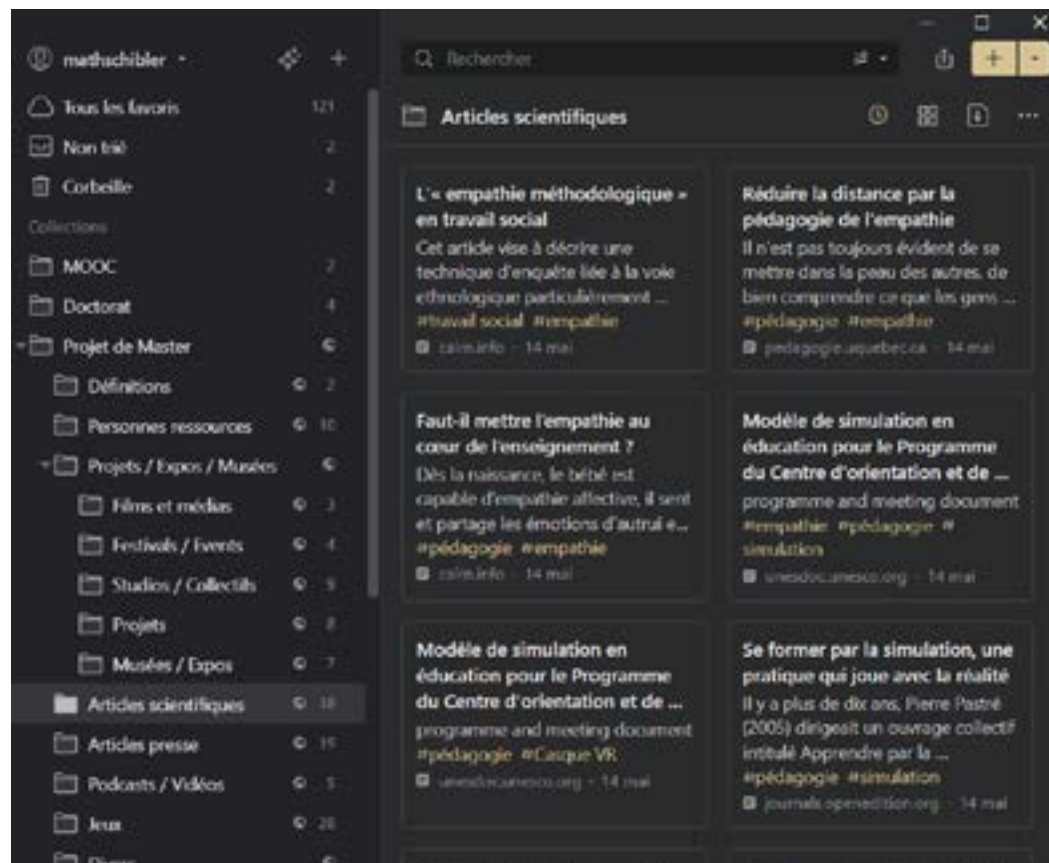 mathschibler
Tous les favoris 121
Non trié 2
Corbeille 2
Collections
MOOC 7
Doctorat 4
Projet de Master
Définitions 2
Personnes ressources 10
Projets / Expos / Musées
Films et médias 3
Festivals / Events 4
Studios / Collectifs 9
Projets 8
Musées / Expos 7
Articles scientifiques 18
Articles presse 19
Podcasts / Vidéos 5
Jeux 28
Rechercher
Articles scientifiques
L'« empathie méthodologique »
en travail social
Cet article vise à décrire une
technique d'enquête liée à la voie
ethnologique particulièrement ...
#travail social #empathie
cairn.info - 14 mai
Réduire la distance par la
pédagogie de l'empathie
Il n'est pas toujours évident de se
mettre dans la peau des autres, de
bien comprendre ce que les gens ...
#pédagogie #empathie
pedagogie.uquebec.ca - 14 mai
Faut-il mettre l'empathie au
cœur de l'enseignement ?
Dès la naissance, le bébé est
capable d'empathie affective, il sent
et partage les émotions d'autrui e...
#pédagogie #empathie
cairn.info - 14 mai
Modèle de simulation en
éducation pour le Programme
du Centre d'orientation et de ...
programme and meeting document
#empathie #pédagogie #
simulation
unesdoc.unesco.org - 14 mai
Modèle de simulation en
éducation pour le Programme
du Centre d'orientation et de ...
programme and meeting document
#pédagogie #Casque VR
unesdoc.unesco.org - 14 mai
Se former par la simulation, une
pratique qui joue avec la réalité
Il y a plus de dix ans, Pierre Pastré
(2005) dirigeait un ouvrage collectif
intitulé Apprendre par la ...
#pédagogie #simulation
journals.openedition.org - 14 mai